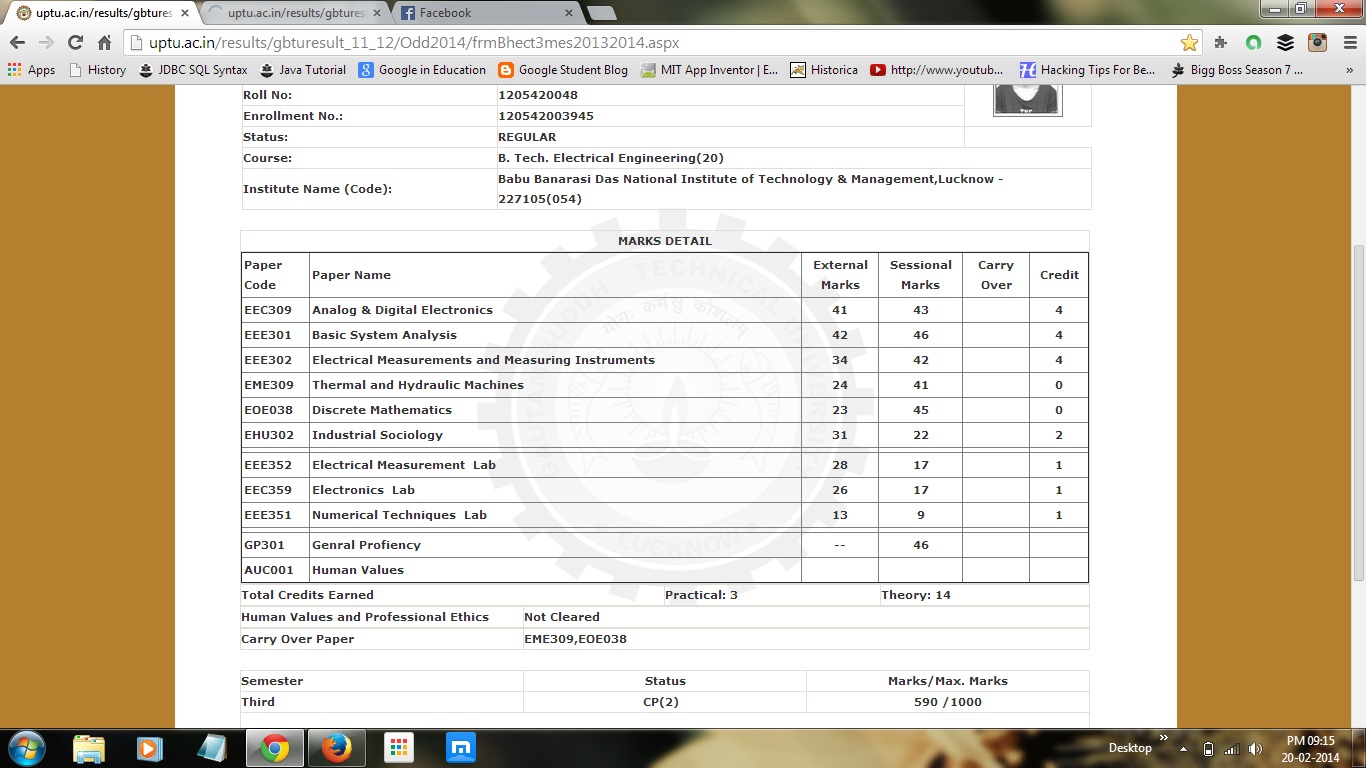 uptu.ac.in/results/gbtures
uptu.ac.in/results/gbtures
Facebook
uptu.ac.in/results/gbturesult_11_12/Odd2014/frmBhect3rnes20132014.aspx
Apps History JDBC SQL Syntax Java Tutorial Google in Education Google Student Blog MIT App Inventor | E... Historica http://www.youtub... Hacking Tips For Be... Bigg Boss Season 7 ... »
Roll No: 1205420048
Enrollment No.: 120542003945
Status: REGULAR
Course: B. Tech. Electrical Engineering(20)
Institute Name (Code): Babu Banarasi Das National Institute of Technology & Management,Lucknow -
227105(054)
MARKS DETAIL
Paper Code Paper Name External Marks Sessional Marks Carry Over Credit
EEC309 Analog & Digital Electronics 41 43 4
EEE301 Basic System Analysis 42 46 4
EEE302 Electrical Measurements and Measuring Instruments 34 42 4
EME309 Thermal and Hydraulic Machines 24 41 0
EOE038 Discrete Mathematics 23 45 0
EHU302 Industrial Sociology 31 22 2
EEE352 Electrical Measurement Lab 28 17 1
EEC359 Electronics Lab 26 17 1
EEE351 Numerical Techniques Lab 13 9 1
GP301 Genral Profiency -- 46
AUC001 Human Values
Total Credits Earned Practical: 3 Theory: 14
Human Values and Professional Ethics Not Cleared
Carry Over Paper EME309,EOE038
Semester Status Marks/Max. Marks
Third CP(2) 590 /1000
GAUTAM BUDDH TECHNICAL UNIVERSITY
LUCKNOW
योगः कर्मसु कौशलम्
Desktop »
PM 09:15
20-02-2014